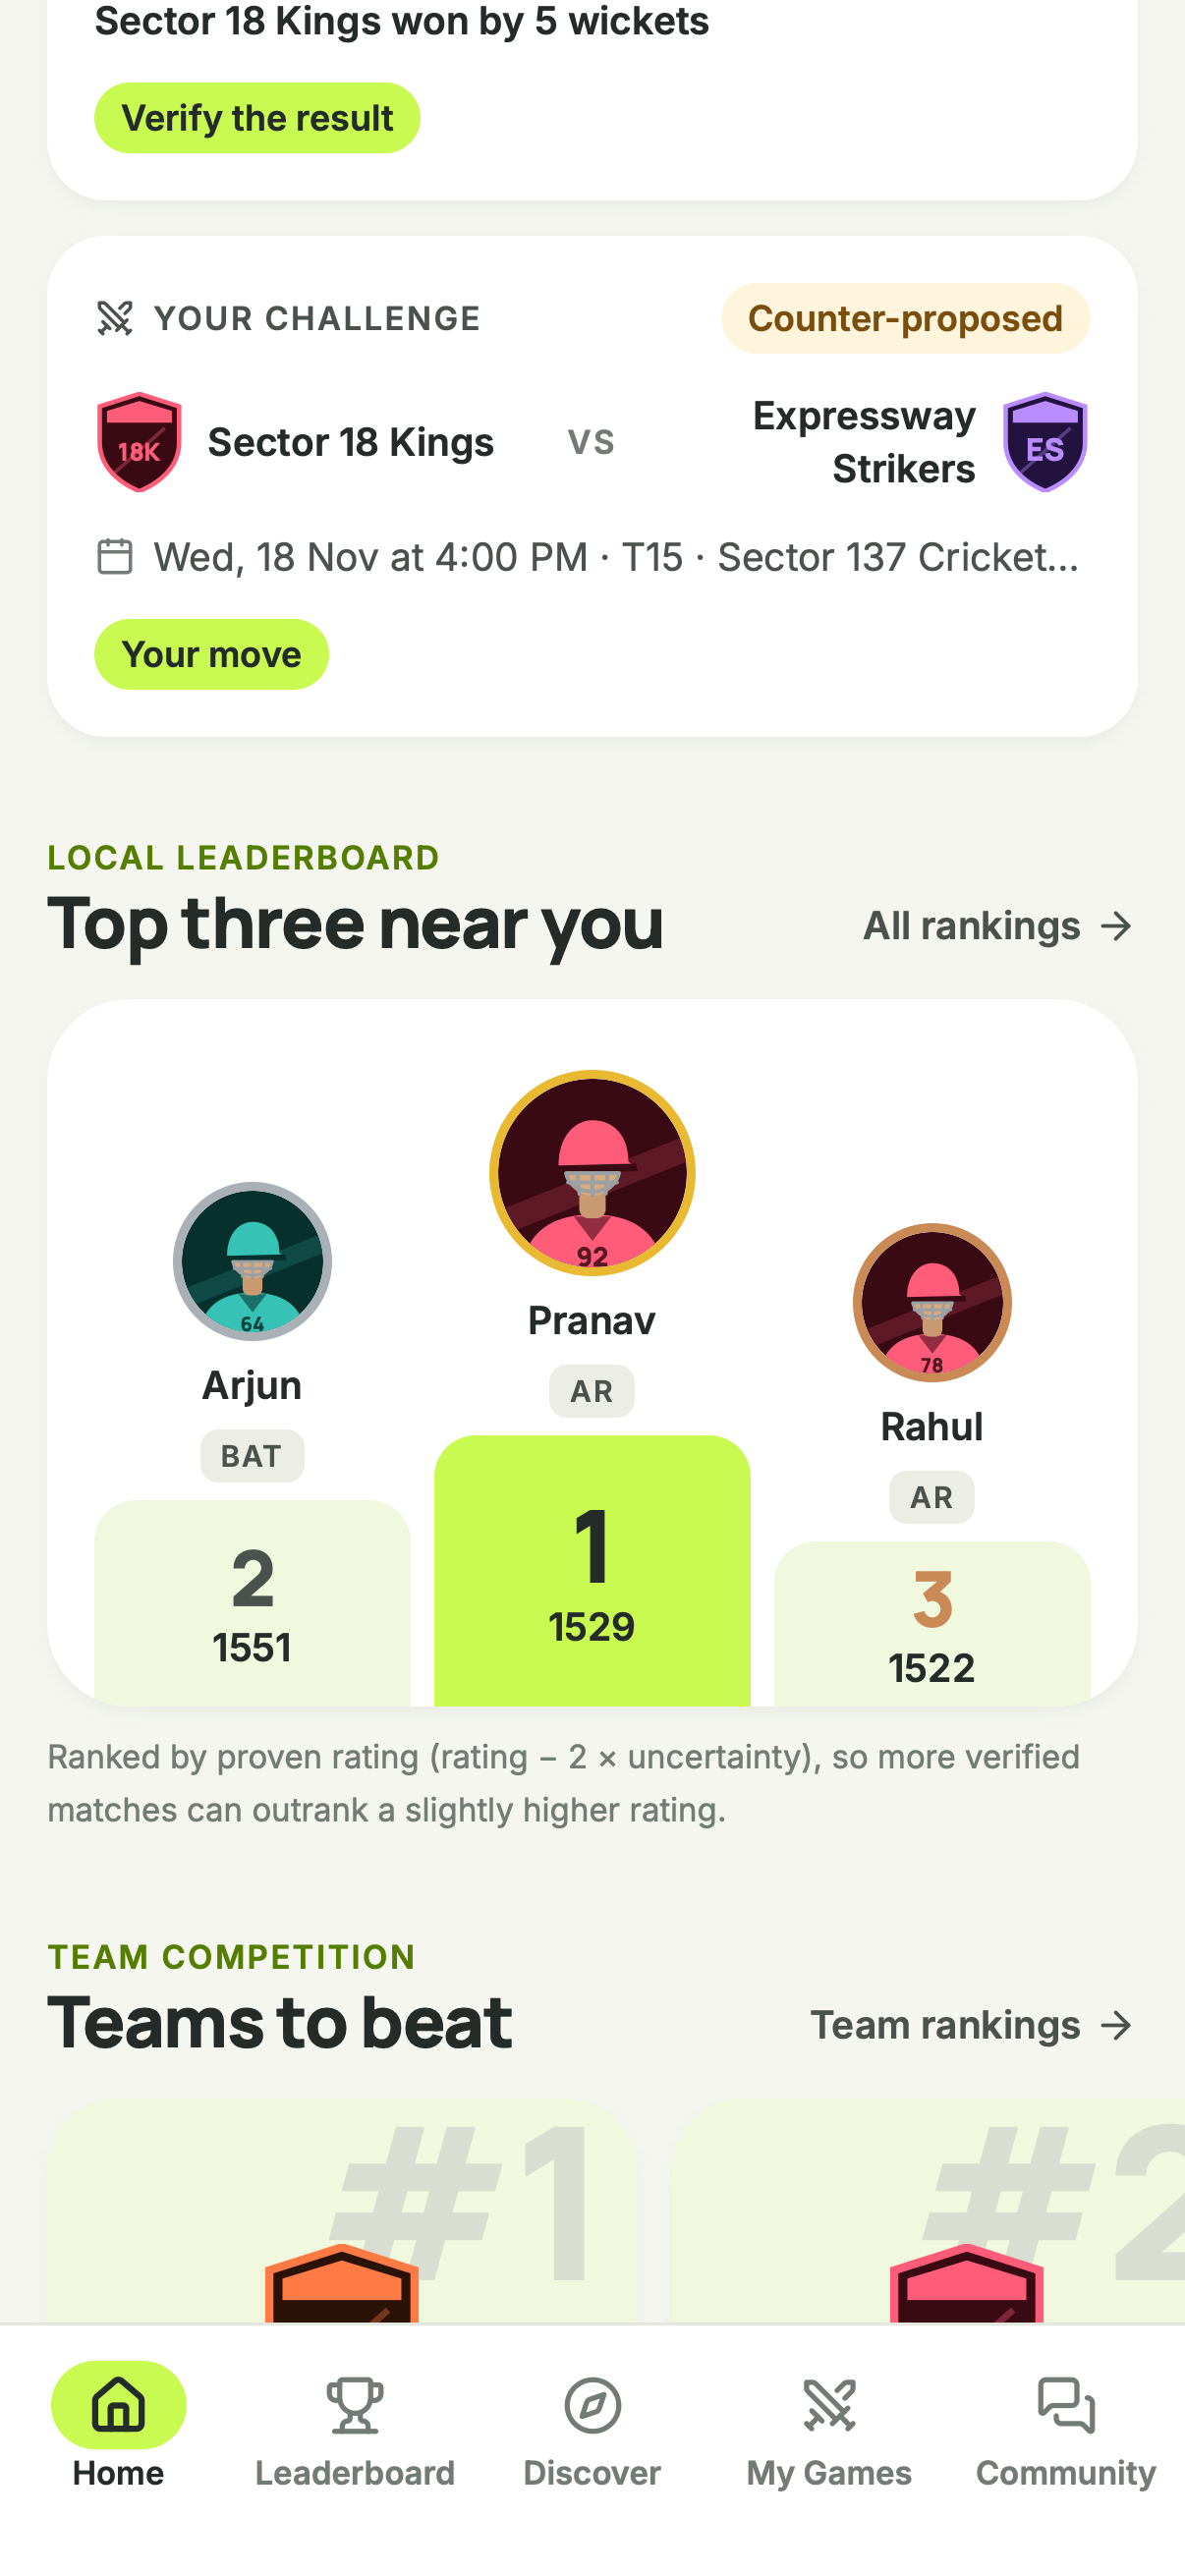 Sector 18 Kings won by 5 wickets
Verify the result
YOUR CHALLENGE
Counter-proposed
18K
Sector 18 Kings
VS
Expressway
Strikers
ES
Wed, 18 Nov at 4:00 PM · T15 · Sector 137 Cricket...
Your move
LOCAL LEADERBOARD
Top three near you
All rankings →
92
Pranav
AR
64
Arjun
BAT
78
Rahul
AR
1
1529
2
1551
3
1522
Ranked by proven rating (rating − 2 × uncertainty), so more verified
matches can outrank a slightly higher rating.
TEAM COMPETITION
Teams to beat
Team rankings →
#1
#2
Home
Leaderboard
Discover
My Games
Community